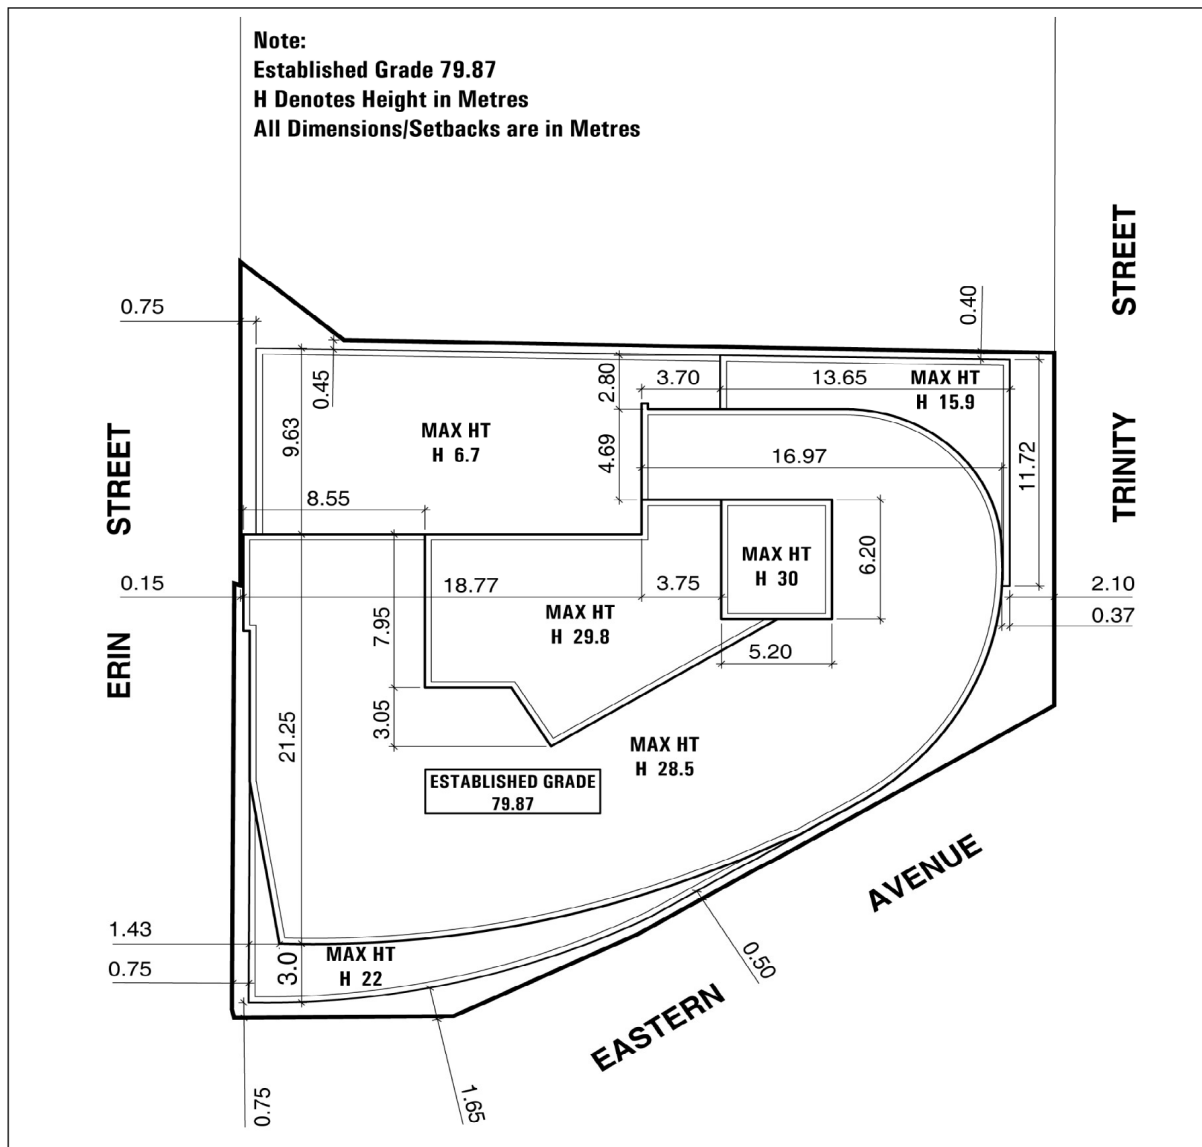 Note:
Established Grade 79.87
H Denotes Height in Metres
All Dimensions/Setbacks are in Metres
STREET
0.75
0.40
0.45
2.80
3.70
13.65
MAX HT
H 15.9
9.63
MAX HT
H 6.7
4.69
16.97
11.72
STREET
TRINITY
8.55
6.20
MAX HT
H 30
0.15
18.77
3.75
2.10
0.37
7.95
MAX HT
H 29.8
ERIN
5.20
3.05
21.25
MAX HT
H 28.5
ESTABLISHED GRADE
79.87
AVENUE
1.43
0.75
3.0
MAX HT
H 22
0.50
EASTERN
0.75
1.65